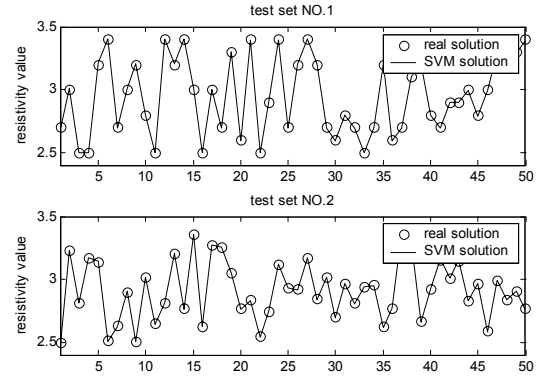 test set NO.1
3.5
3
2.5
resistivity value
real solution
SVM solution
5 10 15 20 25 30 35 40 45 50
test set NO.2
3.5
3
2.5
resistivity value
real solution
SVM solution
5 10 15 20 25 30 35 40 45 50